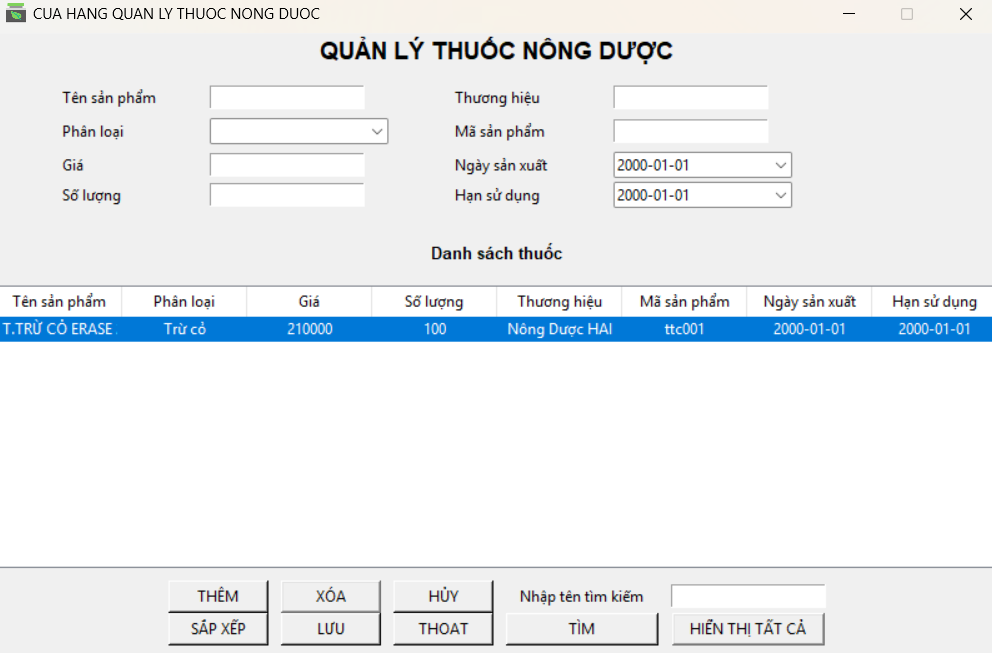 CUA HANG QUAN LY THUOC NONG DUOC
QUẢN LÝ THUỐC NÔNG DƯỢC
Tên sản phẩm Thương hiệu
Phân loại Mã sản phẩm
Giá Ngày sản xuất 2000-01-01
Số lượng Hạn sử dụng 2000-01-01
Danh sách thuốc
Tên sản phẩm Phân loại Giá Số lượng Thương hiệu Mã sản phẩm Ngày sản xuất Hạn sử dụng
T.TRỪ CỎ ERASE Trừ cỏ 210000 100 Nông Dược HAI ttc001 2000-01-01 2000-01-01
THÊM XÓA HỦY Nhập tên tìm kiếm
SẮP XẾP LƯU THOAT TÌM HIỂN THỊ TẤT CẢ